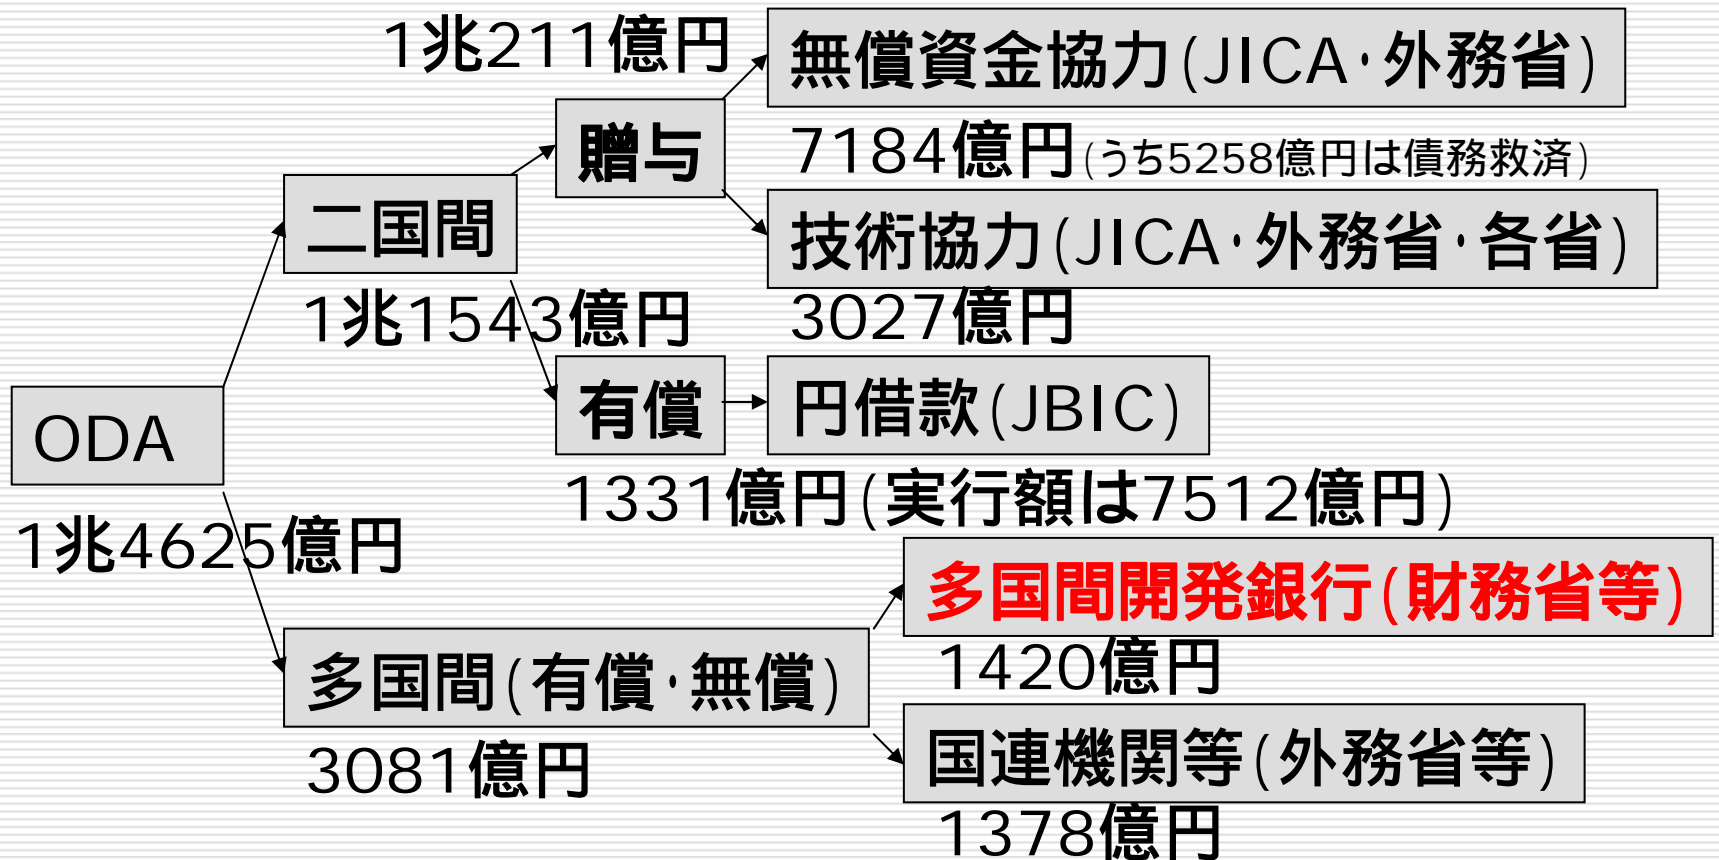 1兆211億円
無償資金協力(JICA・外務省)
贈与
7184億円(うち5258億円は債務救済)
二国間
技術協力(JICA・外務省・各省)
1兆1543億円
3027億円
有償
円借款(JBIC)
ODA
1331億円(実行額は7512億円)
1兆4625億円
多国間開発銀行(財務省等)
1420億円
多国間(有償・無償)
3081億円
国連機関等(外務省等)
1378億円